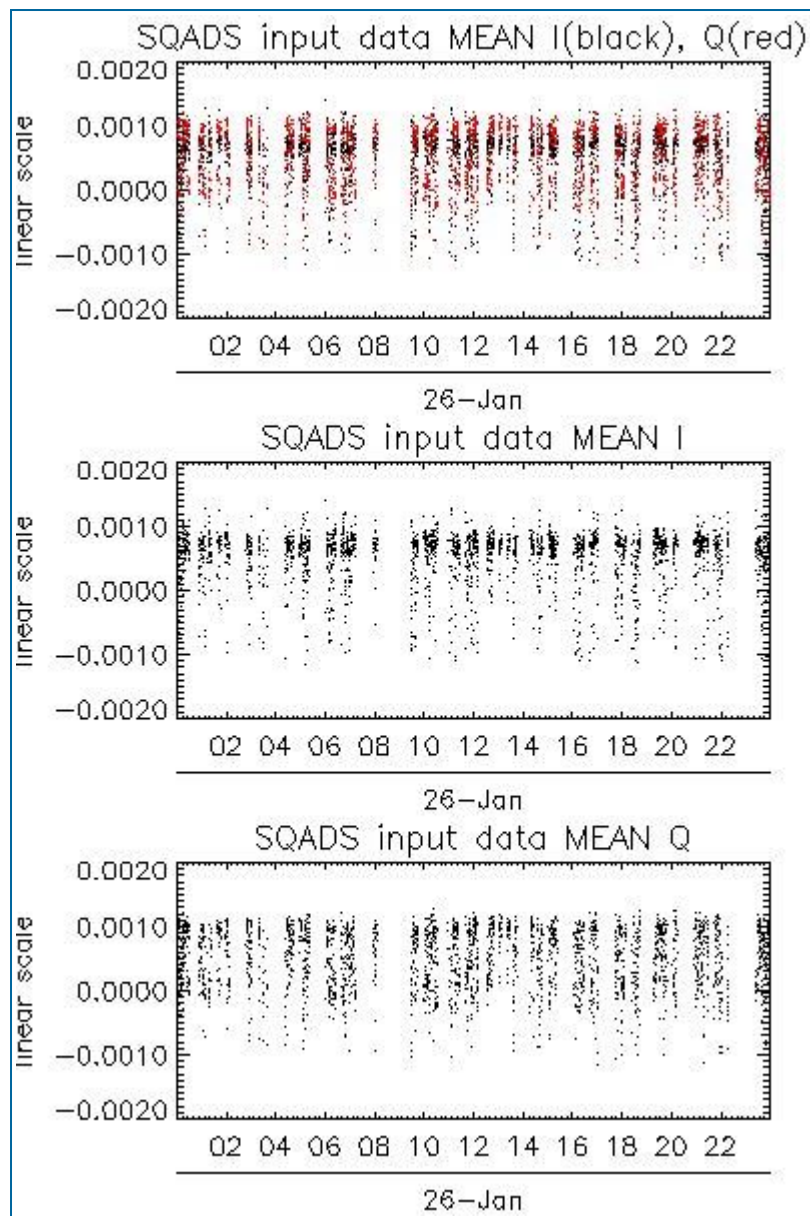 SQADS input data MEAN I(black), Q(red)
linear scale
0.0020
0.0010
0.0000
−0.0010
−0.0020
02 04 06 08 10 12 14 16 18 20 22
26-Jan
SQADS input data MEAN I
linear scale
0.0020
0.0010
0.0000
−0.0010
−0.0020
02 04 06 08 10 12 14 16 18 20 22
26-Jan
SQADS input data MEAN Q
linear scale
0.0020
0.0010
0.0000
−0.0010
−0.0020
02 04 06 08 10 12 14 16 18 20 22
26-Jan